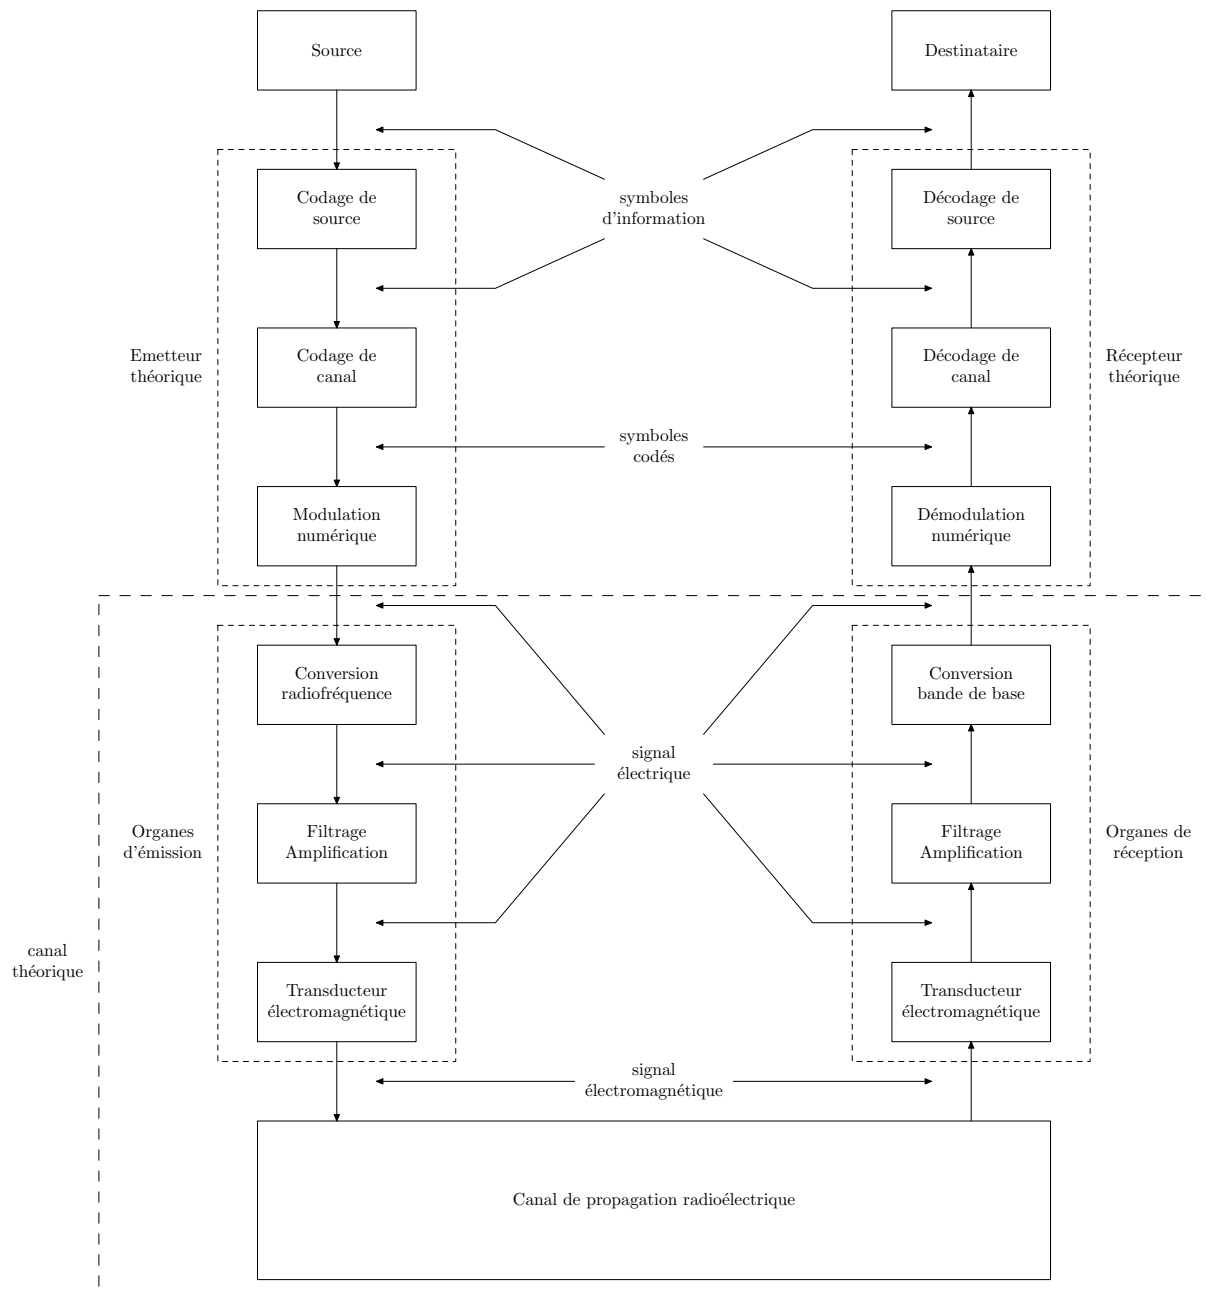 Source
Destinataire
Codage de
source
symboles
d'information
Décodage de
source
Emetteur
théorique
Codage de
canal
Décodage de
canal
Récepteur
théorique
symboles
codés
Modulation
numérique
Démodulation
numérique
Conversion
radiofréquence
Conversion
bande de base
signal
électrique
Organes
d'émission
Filtrage
Amplification
Filtrage
Amplification
Organes de
réception
canal
théorique
Transducteur
électromagnétique
Transducteur
électromagnétique
signal
électromagnétique
Canal de propagation radioélectrique